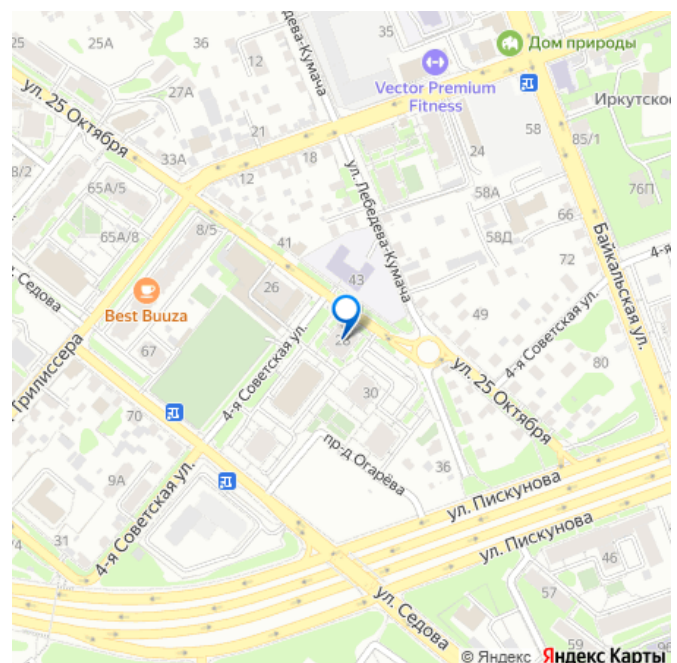 25
25А
36
Лебедева-Кумача
35
Дом природы
ул. 25 Октября
27А
Vector Premium
Fitness
Иркутское
21
58
33А
18
85/1
8/2
65А/5
12
12
24
58А
76П
ул. Лебедева-Кумача
65А/8
8/5
41
66
58Д
Байкальская ул.
4-я
Седова
43
72
26
Best Buuza
49
4-я Советская ул.
28
67
4-я Советская ул.
Грилиссера
ул. 25 Октября
80
30
70
пр-д Огарёва
36
9А
4-я Советская ул.
ул. Пискунова
31
ул. Пискунова
46
57
ул. Седова
59
90
© Яндекс Яндекс Карты